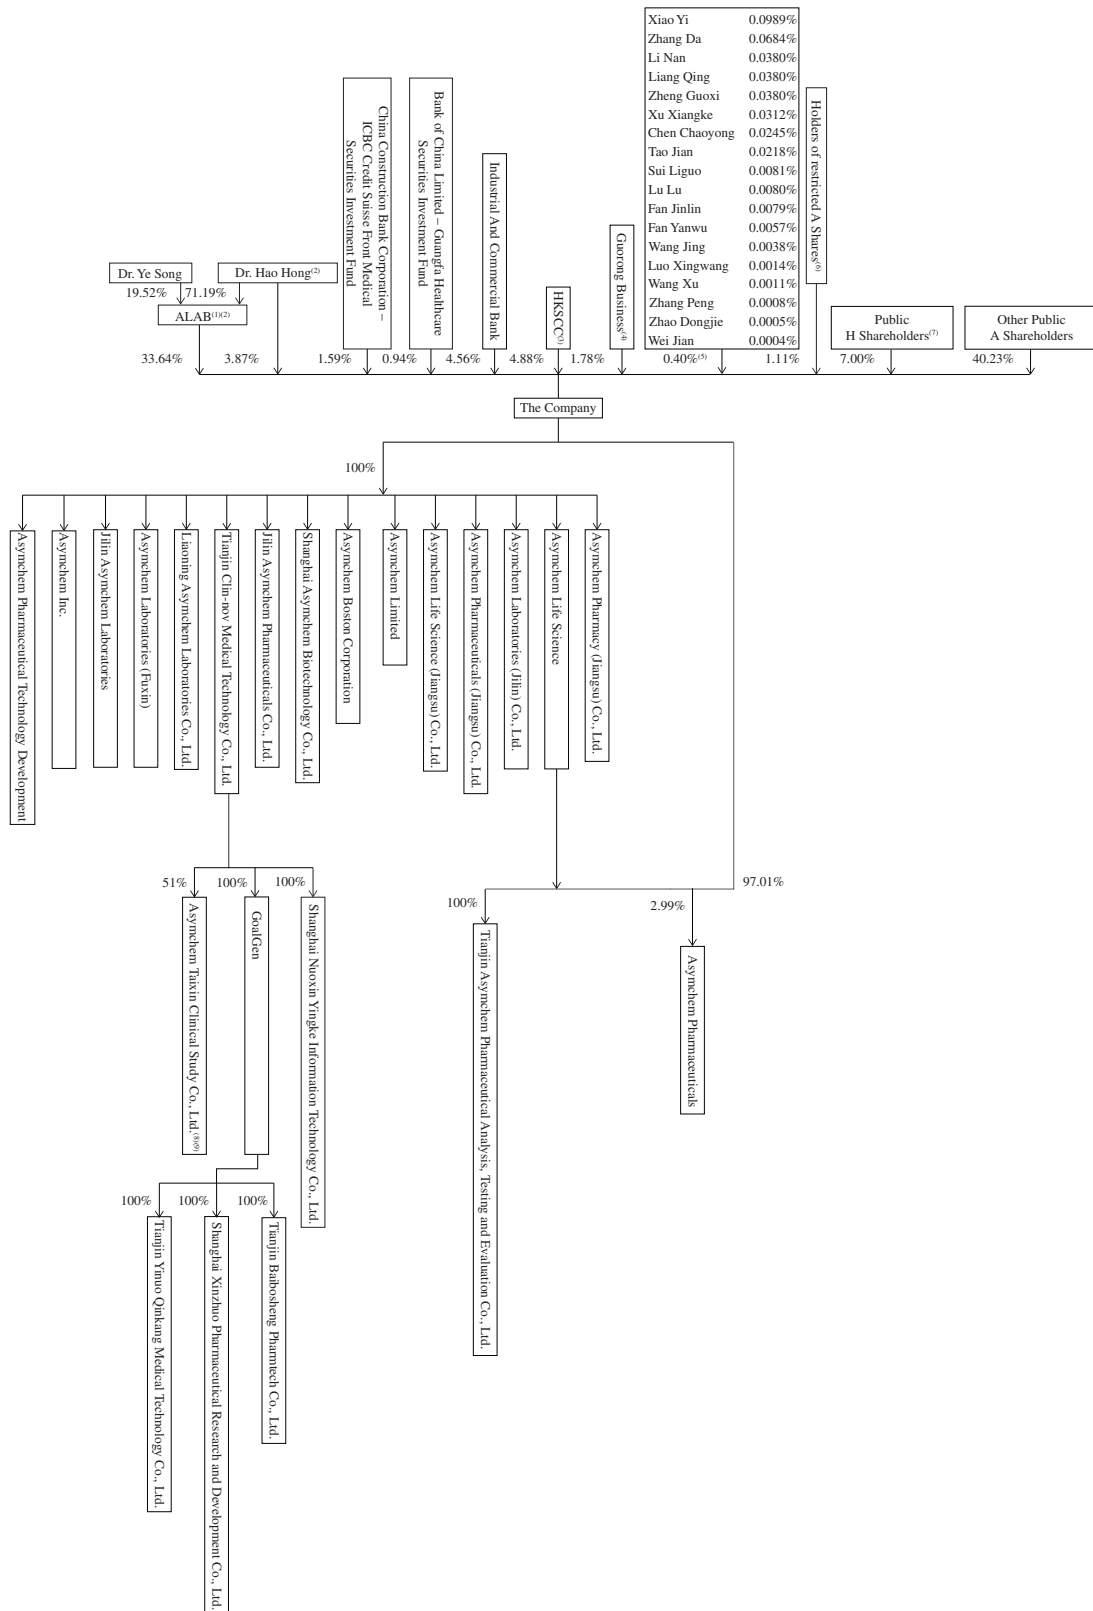 Xiao Yi 0.0989%
Zhang Da 0.0684%
Li Nan 0.0380%
Liang Qing 0.0380%
Zheng Guoxi 0.0380%
Xu Xiangke 0.0312%
Chen Chaoyong 0.0245%
Tao Jian 0.0218%
Sui Liguo 0.0081%
Lu Lu 0.0080%
Fan Jinlin 0.0079%
Fan Yanwu 0.0057%
Wang Jing 0.0038%
Luo Xingwang 0.0014%
Wang Xu 0.0011%
Zhang Peng 0.0008%
Zhao Dongjie 0.0005%
Wei Jian 0.0004%
China Construction Bank Corporation –
ICBC Credit Suisse Front Medical
Securities Investment Fund
Bank of China Limited – Guangfa Healthcare
Securities Investment Fund
Industrial And Commercial Bank
HKSCC(3)
Guorong Business(4)
Holders of restricted A Shares(6)
Dr. Ye Song
Dr. Hao Hong(2)
19.52%
71.19%
ALAB(1)(2)
Public
H Shareholders(7)
Other Public
A Shareholders
33.64%
3.87%
1.59%
0.94%
4.56%
4.88%
1.78%
0.40%(5)
1.11%
7.00%
40.23%
The Company
100%
Asymchem Pharmaceutical Technology Development
Asymchem Inc.
Jilin Asymchem Laboratories
Asymchem Laboratories (Fuxin)
Liaoning Asymchem Laboratories Co., Ltd.
Tianjin Clin-nov Medical Technology Co., Ltd.
Jilin Asymchem Pharmaceuticals Co., Ltd.
Shanghai Asymchem Biotechnology Co., Ltd.
Asymchem Boston Corporation
Asymchem Limited
Asymchem Life Science (Jiangsu) Co., Ltd.
Asymchem Pharmaceuticals (Jiangsu) Co., Ltd.
Asymchem Laboratories (Jilin) Co., Ltd.
Asymchem Life Science
Asymchem Pharmacy (Jiangsu) Co., Ltd.
51%
100%
100%
97.01%
100%
2.99%
Asymchem Taixin Clinical Study Co., Ltd.(8)(9)
GoalGen
Shanghai Nuoxin Yingke Information Technology Co., Ltd.
Tianjin Asymchem Pharmaceutical Analysis, Testing and Evaluation Co., Ltd.
Asymchem Pharmaceuticals
100%
100%
100%
Tianjin Yinuo Qinkang Medical Technology Co., Ltd.
Shanghai Xinzhuo Pharmaceutical Research and Development Co., Ltd.
Tianjin Baibosheng Pharmtech Co., Ltd.